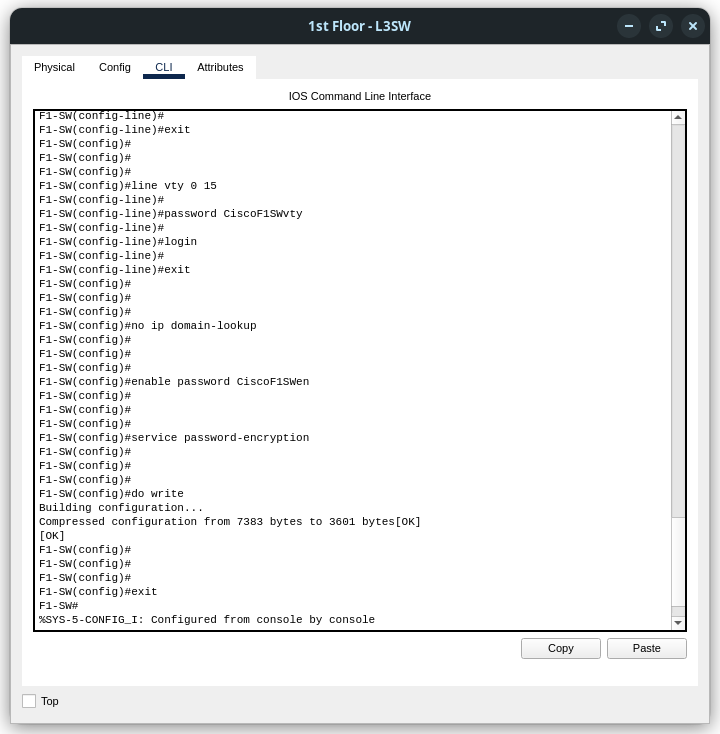 1st Floor - L3SW
Physical Config CLI Attributes
IOS Command Line Interface
F1-SW(config-line)#
F1-SW(config-line)#exit
F1-SW(config)#
F1-SW(config)#
F1-SW(config)#
F1-SW(config)#line vty 0 15
F1-SW(config-line)#
F1-SW(config-line)#password CiscoF1SWvty
F1-SW(config-line)#
F1-SW(config-line)#login
F1-SW(config-line)#
F1-SW(config-line)#exit
F1-SW(config)#
F1-SW(config)#
F1-SW(config)#
F1-SW(config)#no ip domain-lookup
F1-SW(config)#
F1-SW(config)#
F1-SW(config)#
F1-SW(config)#enable password CiscoF1SWen
F1-SW(config)#
F1-SW(config)#
F1-SW(config)#
F1-SW(config)#service password-encryption
F1-SW(config)#
F1-SW(config)#
F1-SW(config)#
F1-SW(config)#do write
Building configuration...
Compressed configuration from 7383 bytes to 3601 bytes[OK]
[OK]
F1-SW(config)#
F1-SW(config)#
F1-SW(config)#
F1-SW(config)#exit
F1-SW#
%SYS-5-CONFIG_I: Configured from console by console
Copy Paste
Top